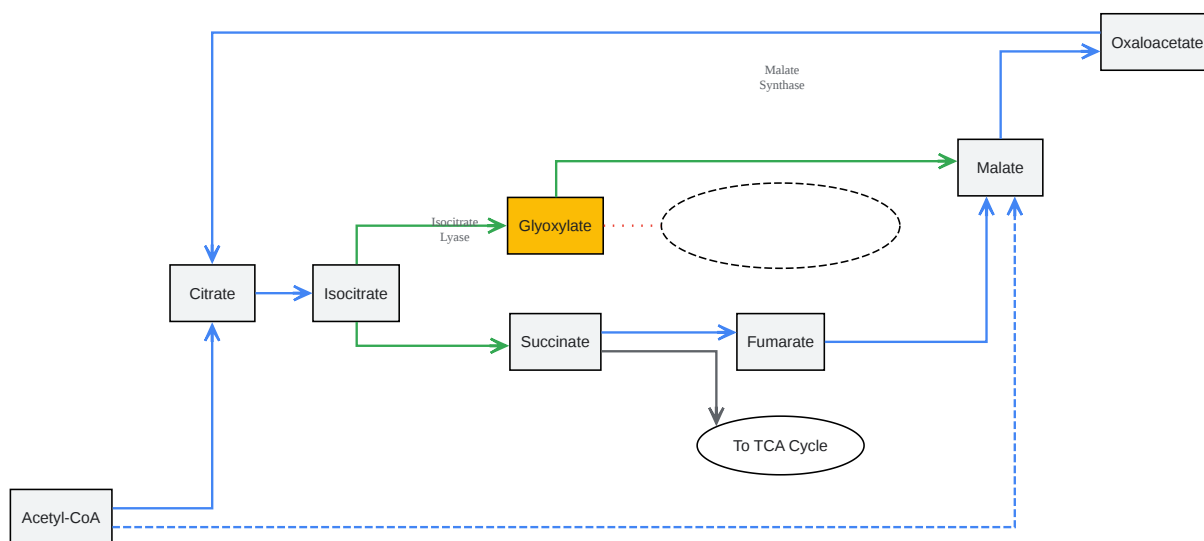 Oxaloacetate
Malate
Synthase
Malate
Isocitrate
Lyase
Glyoxylate
Citrate
Isocitrate
Succinate
Fumarate
To TCA Cycle
Acetyl-CoA